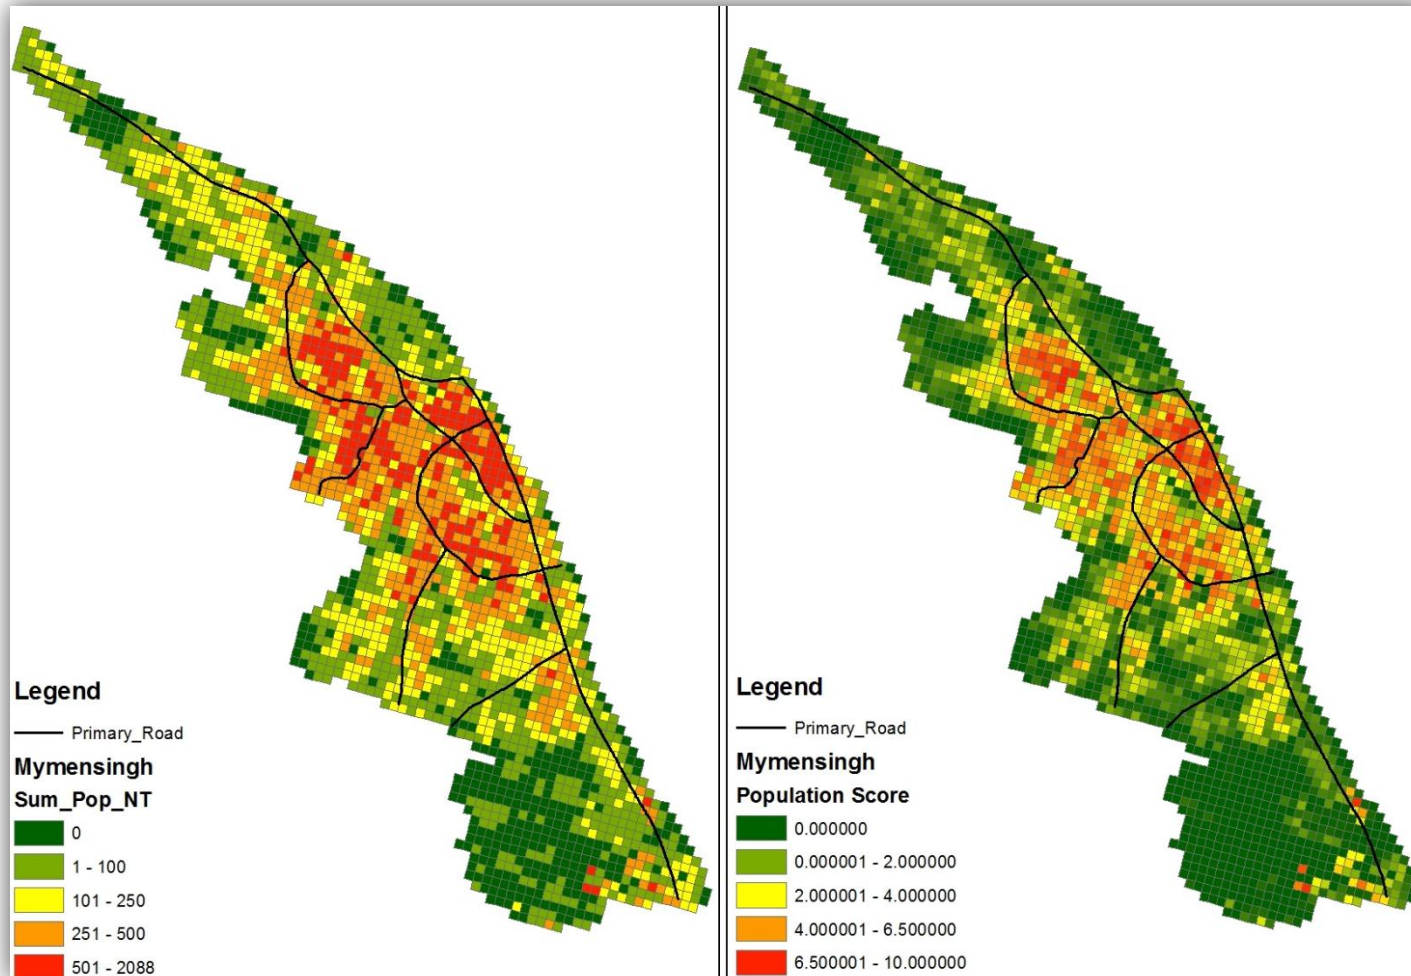 Legend
Primary_Road
Mymensingh
Sum_Pop_NT
0
1 - 100
101 - 250
251 - 500
501 - 2088
Legend
Primary_Road
Mymensingh
Population Score
0.000000
0.000001 - 2.000000
2.000001 - 4.000000
4.000001 - 6.500000
6.500001 - 10.000000